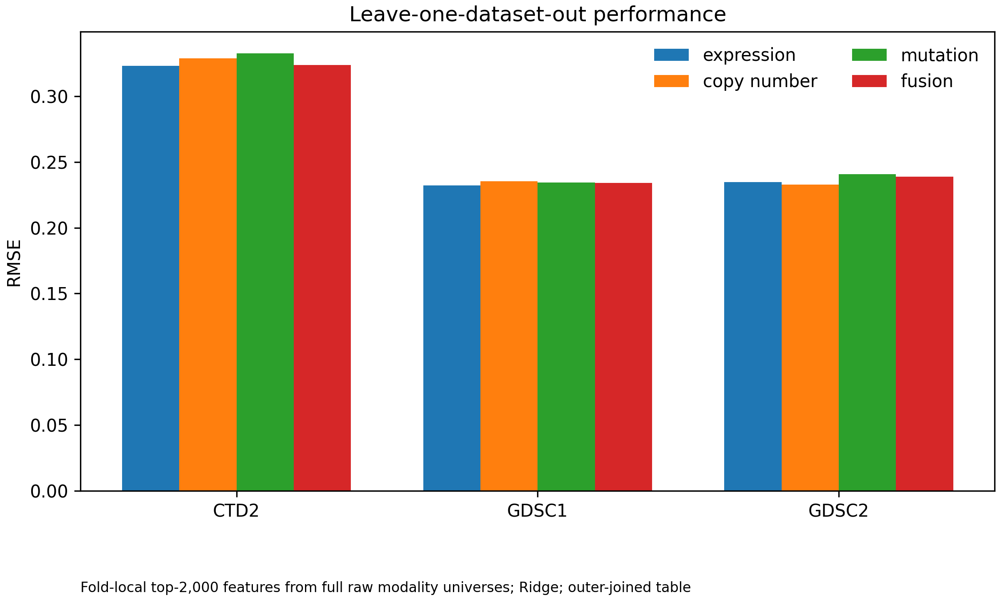 Leave-one-dataset-out performance
expression
mutation
copy number
fusion
RMSE
0.30
0.25
0.20
0.15
0.10
0.05
0.00
CTD2
GDSC1
GDSC2
Fold-local top-2,000 features from full raw modality universes; Ridge; outer-joined table